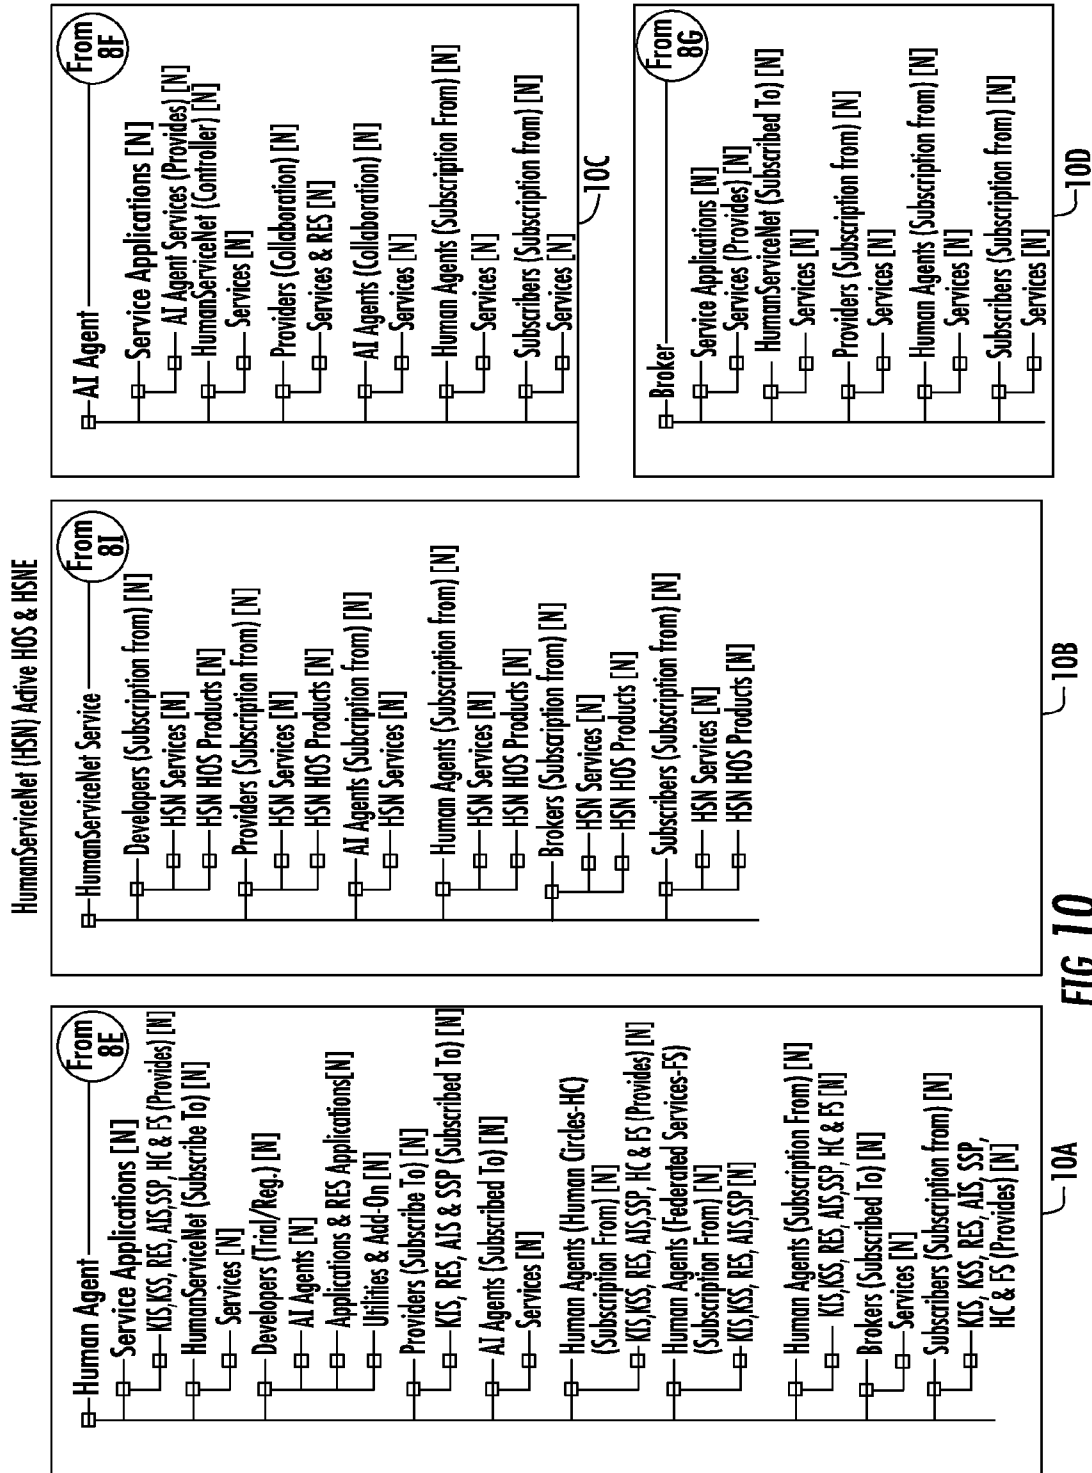 HumanServiceNet (HSN) Active HOS & HSNE
From
8E
Human Agent
Service Applications [N]
KIS,KSS, RES, AIS,SSP, HC & FS (Provides) [N]
HumanServiceNet (Subscribe To) [N]
Services [N]
Developers (Trial/Reg.) [N]
AI Agents [N]
Applications & RES Applications[N]
Utilities & Add-On [N]
Providers (Subscribe To) [N]
KIS, RES, AIS & SSP (Subscribed To) [N]
AI Agents (Subscribed To) [N]
Services [N]
Human Agents (Human Circles-HC)
(Subscription From) [N]
KIS,KSS, RES, AIS,SSP, HC & FS (Provides) [N]
Human Agents (Federated Services-FS)
(Subscription From) [N]
KIS,KSS, RES, AIS,SSP [N]
Human Agents (Subscription From) [N]
KIS,KSS, RES, AIS,SSP, HC & FS [N]
Brokers (Subscribed To) [N]
Services [N]
Subscribers (Subscription from) [N]
KIS, KSS, RES, AIS, SSP,
HC & FS (Provides) [N]
10A
From
8I
HumanServiceNet Service
Developers (Subscription from) [N]
HSN Services [N]
HSN HOS Products [N]
Providers (Subscription from) [N]
HSN Services [N]
HSN HOS Products [N]
AI Agents (Subcription from) [N]
HSN Services [N]
Human Agents (Subscription from) [N]
HSN Services [N]
HSN HOS Products [N]
Brokers (Subscription from) [N]
HSN Services [N]
HSN HOS Products [N]
Subscribers (Subscription from) [N]
HSN Services [N]
HSN HOS Products [N]
10B
From
8F
AI Agent
Service Applications [N]
AI Agent Services (Provides) [N]
HumanServiceNet (Controller) [N]
Services [N]
Providers (Collaboration) [N]
Services & RES [N]
AI Agents (Collaboration) [N]
Services [N]
Human Agents (Subscription From) [N]
Services [N]
Subscribers (Subscription from) [N]
Services [N]
10C
From
8G
Broker
Service Applications [N]
Services (Provides) [N]
HumanServiceNet (Subscribed To) [N]
Services [N]
Providers (Subscription from) [N]
Services [N]
Human Agents (Subscription from) [N]
Services [N]
Subscribers (Subscription from) [N]
Services [N]
10D
FIG 10